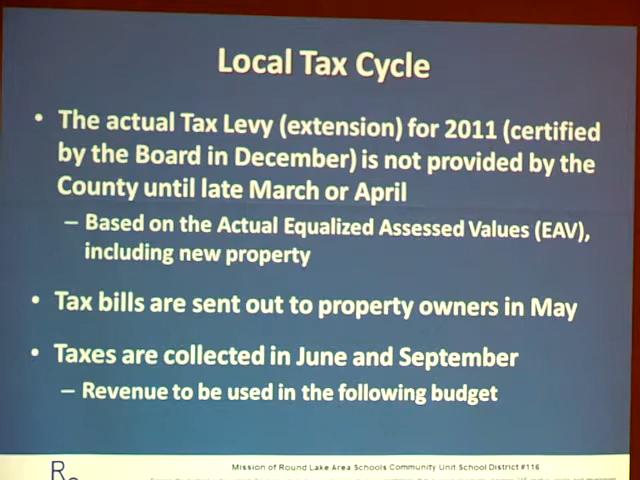 Local Tax Cycle
• The actual Tax Levy (extension) for 2011 (certified
by the Board in December) is not provided by the
County until late March or April
– Based on the Actual Equalized Assessed Values (EAV),
including new property
• Tax bills are sent out to property owners in May
• Taxes are collected in June and September
– Revenue to be used in the following budget
Mission of Round Lake Area Schools Community Unit School District #116
R